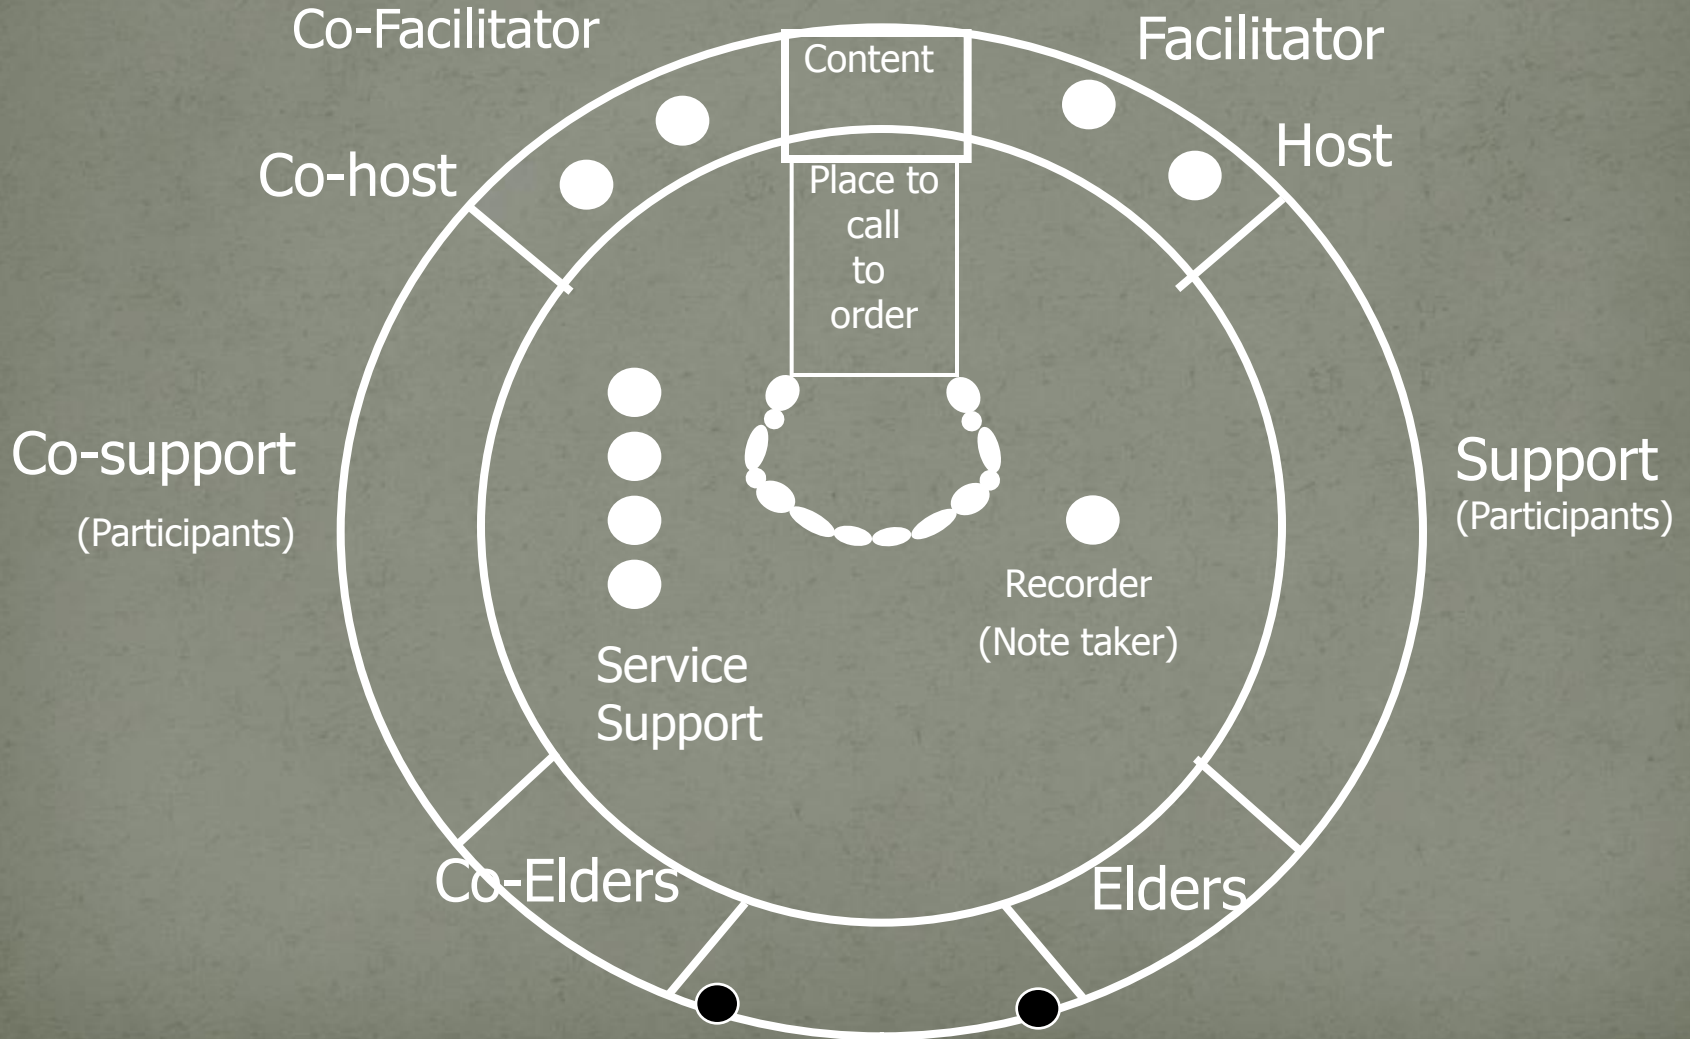 Co-Facilitator
Content
Facilitator
Co-host
Host
Place to
call
to
order
Co-support
(Participants)
Support
(Participants)
Recorder
(Note taker)
Service
Support
Co-Elders
Elders